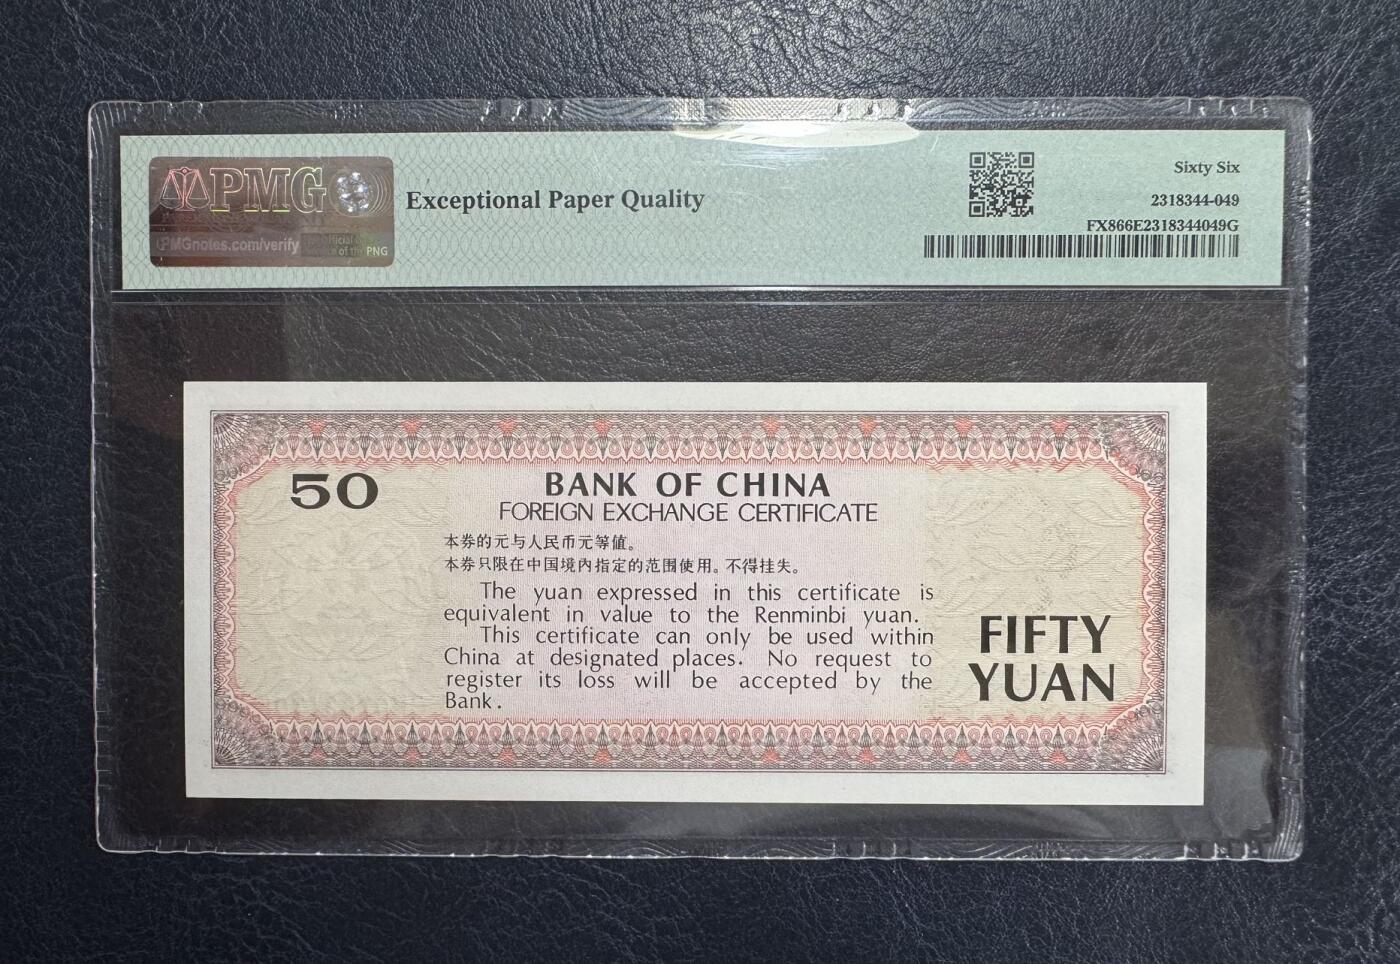 PMG
PMGnotes.com/verify
PNG
Exceptional Paper Quality
Sixty Six
2318344-049
FX866E2318344049G
50
BANK OF CHINA
FOREIGN EXCHANGE CERTIFICATE
本券的元与人民币元等值。
本券只限在中国境内指定的范围使用。不得挂失。
The yuan expressed in this certificate is
equivalent in value to the Renminbi yuan.
This certificate can only be used within
China at designated places. No request to
register its loss will be accepted by the
Bank.
FIFTY
YUAN